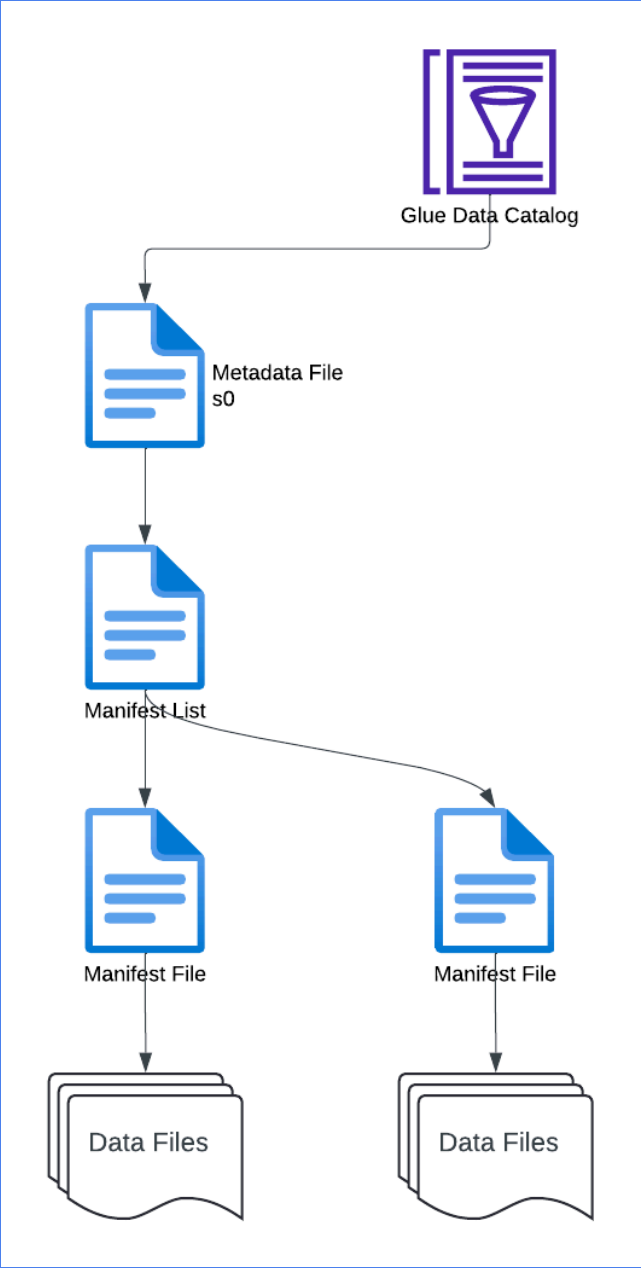 Glue Data Catalog
Metadata File
s0
Manifest List
Manifest File
Manifest File
Data Files
Data Files